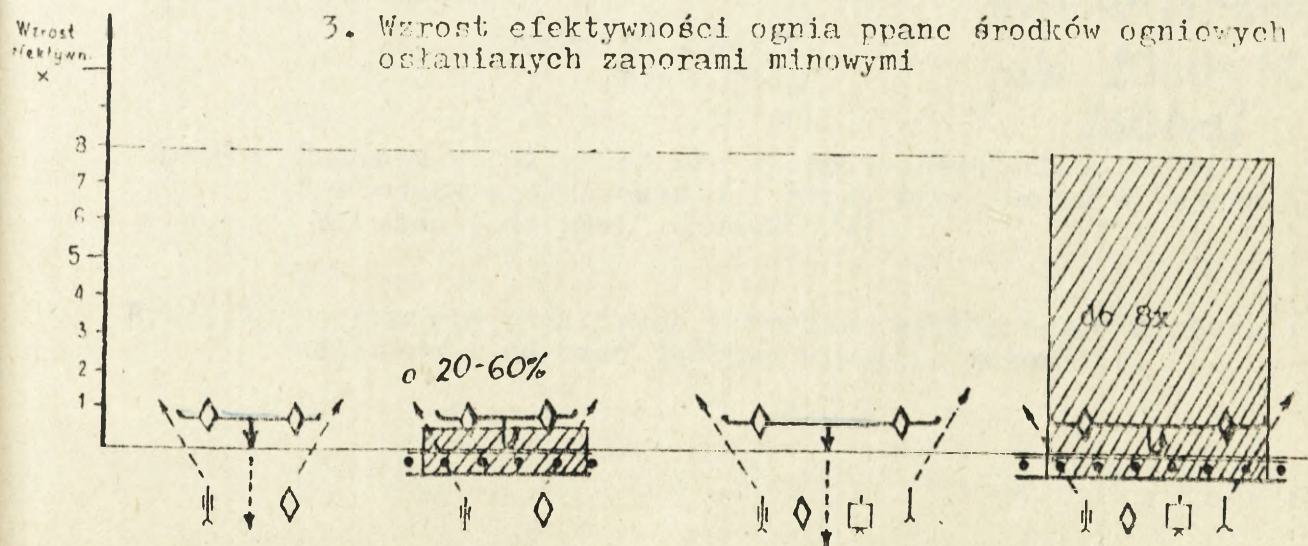 Wzrost
efektywn.
x
3. Wzrost efektywności ognia ppanc środków ogniowych
osłanianych zaporami minowymi
8
7
6
5
4
3
2
1
o 20-60%
do 8x